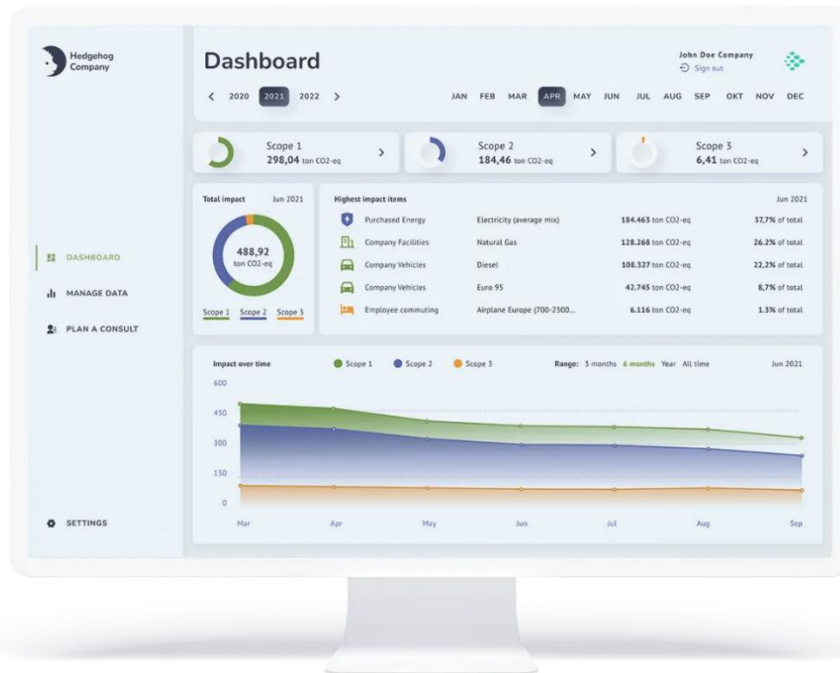 Hedgehog
Company
Dashboard
John Doe Company
Sign out
2020 2021 2022
JAN FEB MAR APR MAY JUN JUL AUG SEP OKT NOV DEC
Scope 1
298,04 ton CO2-eq
Scope 2
184,46 ton CO2-eq
Scope 3
6,41 ton CO2-eq
DASHBOARD
MANAGE DATA
PLAN A CONSULT
SETTINGS
Total impact Jun 2021
488,92
ton CO2-eq
Scope 1 Scope 2 Scope 3
Highest impact items Jun 2021
Purchased Energy Electricity (average mix) 184.463 ton CO2-eq 37,7% of total
Company Facilities Natural Gas 128.268 ton CO2-eq 26.2% of total
Company Vehicles Diesel 108.327 ton CO2-eq 22,2% of total
Company Vehicles Euro 95 42.745 ton CO2-eq 8,7% of total
Employee commuting Airplane Europe (700-2500... 6.116 ton CO2-eq 1.3% of total
Impact over time Scope 1 Scope 2 Scope 3 Range: 3 months 6 months Year All time Jun 2021
600
450
300
150
0
Mar Apr May Jun Jul Aug Sep